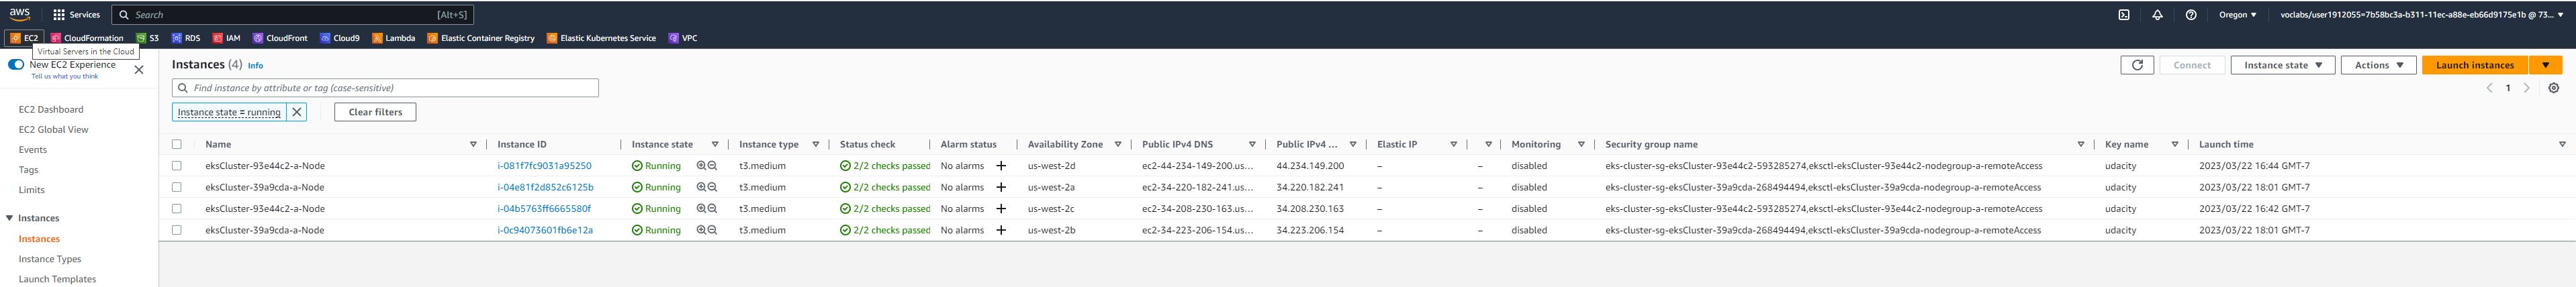 aws Services Search [Alt+S] Oregon voclabs/user1912055=7b58bc3a-b311-11ec-a88e-eb66d9175e1b @ 73...
EC2 CloudFormation S3 RDS IAM CloudFront Cloud9 Lambda Elastic Container Registry Elastic Kubernetes Service VPC
Virtual Servers in the Cloud
New EC2 Experience
Tell us what you think
EC2 Dashboard
EC2 Global View
Events
Tags
Limits
Instances
Instances
Instance Types
Launch Templates
Instances (4) Info Connect Instance state Actions Launch instances
Find instance by attribute or tag (case-sensitive) 1
Instance state = running Clear filters
Name Instance ID Instance state Instance type Status check Alarm status Availability Zone Public IPv4 DNS Public IPv4 ... Elastic IP Monitoring Security group name Key name Launch time
eksCluster-93e44c2-a-Node i-081f7fc9031a95250 Running t3.medium 2/2 checks passed No alarms + us-west-2d ec2-44-234-149-200.us... 44.234.149.200 – – disabled eks-cluster-sg-eksCluster-93e44c2-593285274,eksctl-eksCluster-93e44c2-nodegroup-a-remoteAccess udacity 2023/03/22 16:44 GMT-7
eksCluster-39a9cda-a-Node i-04e81f2d852c6125b Running t3.medium 2/2 checks passed No alarms + us-west-2a ec2-34-220-182-241.us... 34.220.182.241 – – disabled eks-cluster-sg-eksCluster-39a9cda-268494494,eksctl-eksCluster-39a9cda-nodegroup-a-remoteAccess udacity 2023/03/22 18:01 GMT-7
eksCluster-93e44c2-a-Node i-04b5763ff6665580f Running t3.medium 2/2 checks passed No alarms + us-west-2c ec2-34-208-230-163.us... 34.208.230.163 – – disabled eks-cluster-sg-eksCluster-93e44c2-593285274,eksctl-eksCluster-93e44c2-nodegroup-a-remoteAccess udacity 2023/03/22 16:42 GMT-7
eksCluster-39a9cda-a-Node i-0c94073601fb6e12a Running t3.medium 2/2 checks passed No alarms + us-west-2b ec2-34-223-206-154.us... 34.223.206.154 – – disabled eks-cluster-sg-eksCluster-39a9cda-268494494,eksctl-eksCluster-39a9cda-nodegroup-a-remoteAccess udacity 2023/03/22 18:01 GMT-7